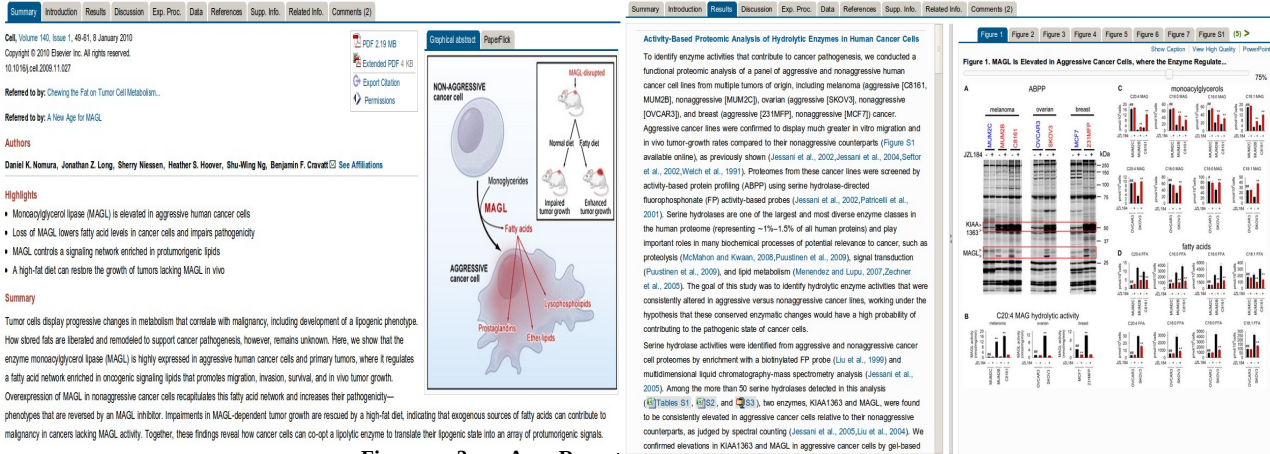 Summary Introduction Results Discussion Exp. Proc. Data References Supp. Info. Related Info. Comments (2)
Cell, Volume 140, Issue 1, 49-61, 8 January 2010
Copyright © 2010 Elsevier Inc. All rights reserved.
10.1016/j.cell.2009.11.027
Referred to by: Chewing the Fat on Tumor Cell Metabolism...
Referred to by: A New Age for MAGL
PDF 2.19 MB
Extended PDF 4 KB
Export Citation
Permissions
Authors
Daniel K. Nomura, Jonathan Z. Long, Sherry Niessen, Heather S. Hoover, Shu-Wing Ng, Benjamin F. Cravatt See Affiliations
Highlights
• Monoacylglycerol lipase (MAGL) is elevated in aggressive human cancer cells
• Loss of MAGL lowers fatty acid levels in cancer cells and impairs pathogenicity
• MAGL controls a signaling network enriched in protumorigenic lipids
• A high-fat diet can restore the growth of tumors lacking MAGL in vivo
Summary
Tumor cells display progressive changes in metabolism that correlate with malignancy, including development of a lipogenic phenotype.
How stored fats are liberated and remodeled to support cancer pathogenesis, however, remains unknown. Here, we show that the
enzyme monoacylglycerol lipase (MAGL) is highly expressed in aggressive human cancer cells and primary tumors, where it regulates
a fatty acid network enriched in oncogenic signaling lipids that promotes migration, invasion, survival, and in vivo tumor growth.
Overexpression of MAGL in nonaggressive cancer cells recapitulates this fatty acid network and increases their pathogenicity—
phenotypes that are reversed by an MAGL inhibitor. Impairments in MAGL-dependent tumor growth are rescued by a high-fat diet, indicating that exogenous sources of fatty acids can contribute to
malignancy in cancers lacking MAGL activity. Together, these findings reveal how cancer cells can co-opt a lipolytic enzyme to translate their lipogenic state into an array of protumorigenic signals.
Graphical abstract PaperFlick
NON-AGGRESSIVE
cancer cell
MAGL-disrupted
Normal diet Fatty diet
Impaired
tumor growth
Enhanced
tumor growth
Monoglycerides
MAGL
Fatty acids
AGGRESSIVE
cancer cell
Lysophospholipids
Prostaglandins
Ether lipids
Summary Introduction Results Discussion Exp. Proc. Data References Supp. Info. Related Info. Comments (2)
Activity-Based Proteomic Analysis of Hydrolytic Enzymes in Human Cancer Cells
To identify enzyme activities that contribute to cancer pathogenesis, we conducted a
functional proteomic analysis of a panel of aggressive and nonaggressive human
cancer cell lines from multiple tumors of origin, including melanoma (aggressive [C8161,
MUM2B], nonaggressive [MUM2C]), ovarian (aggressive [SKOV3], nonaggressive
[OVCAR3]), and breast (aggressive [231MFP], nonaggressive [MCF7]) cancer.
Aggressive cancer lines were confirmed to display much greater in vitro migration and
in vivo tumor-growth rates compared to their nonaggressive counterparts (Figure S1
available online), as previously shown (Jessani et al., 2002,Jessani et al., 2004,Seftor
et al., 2002,Welch et al., 1991). Proteomes from these cancer lines were screened by
activity-based protein profiling (ABPP) using serine hydrolase-directed
fluorophosphonate (FP) activity-based probes (Jessani et al., 2002,Patricelli et al.,
2001). Serine hydrolases are one of the largest and most diverse enzyme classes in
the human proteome (representing ~1%–1.5% of all human proteins) and play
important roles in many biochemical processes of potential relevance to cancer, such as
proteolysis (McMahon and Kwaan, 2008,Puustinen et al., 2009), signal transduction
(Puustinen et al., 2009), and lipid metabolism (Menendez and Lupu, 2007,Zechner
et al., 2005). The goal of this study was to identify hydrolytic enzyme activities that were
consistently altered in aggressive versus nonaggressive cancer lines, working under the
hypothesis that these conserved enzymatic changes would have a high probability of
contributing to the pathogenic state of cancer cells.
Serine hydrolase activities were identified from aggressive and nonaggressive cancer
cell proteomes by enrichment with a biotinylated FP probe (Liu et al., 1999) and
multidimensional liquid chromatography-mass spectrometry analysis (Jessani et al.,
2005). Among the more than 50 serine hydrolases detected in this analysis
(Tables S1, S2, and S3), two enzymes, KIAA1363 and MAGL, were found
to be consistently elevated in aggressive cancer cells relative to their nonaggressive
counterparts, as judged by spectral counting (Jessani et al., 2005,Liu et al., 2004). We
confirmed elevations in KIAA1363 and MAGL in aggressive cancer cells by gel-based
Figure 1 Figure 2 Figure 3 Figure 4 Figure 5 Figure 6 Figure 7 Figure S1 (5) >
Show Caption | View High Quality | PowerPoint
Figure 1. MAGL Is Elevated in Aggressive Cancer Cells, where the Enzyme Regulate...
75%
A ABPP
melanoma ovarian breast
MUM2C MUM2B C8161 OVCAR3 SKOV3 MCF7 231MFP
JZL184 - + - + - + - + - + - + - + kDa
KIAA
1363
MAGL
B C20:4 MAG hydrolytic activity
melanoma ovarian breast
C monoacylglycerols
D fatty acids